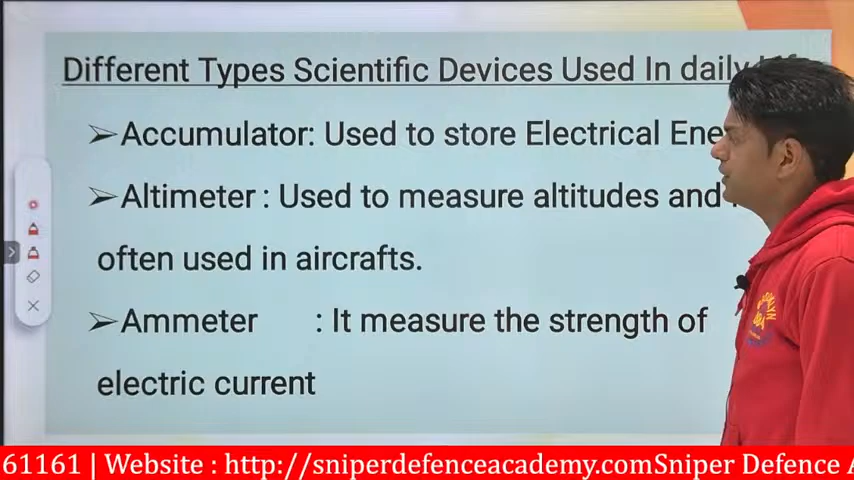 Different Types Scientific Devices Used In daily
➢Accumulator: Used to store Electrical
➢Altimeter : Used to measure altitudes and
often used in aircrafts.
➢Ammeter : It measure the strength of
electric current
61161 | Website : http://sniperdefenceacademy.comSniper Defence